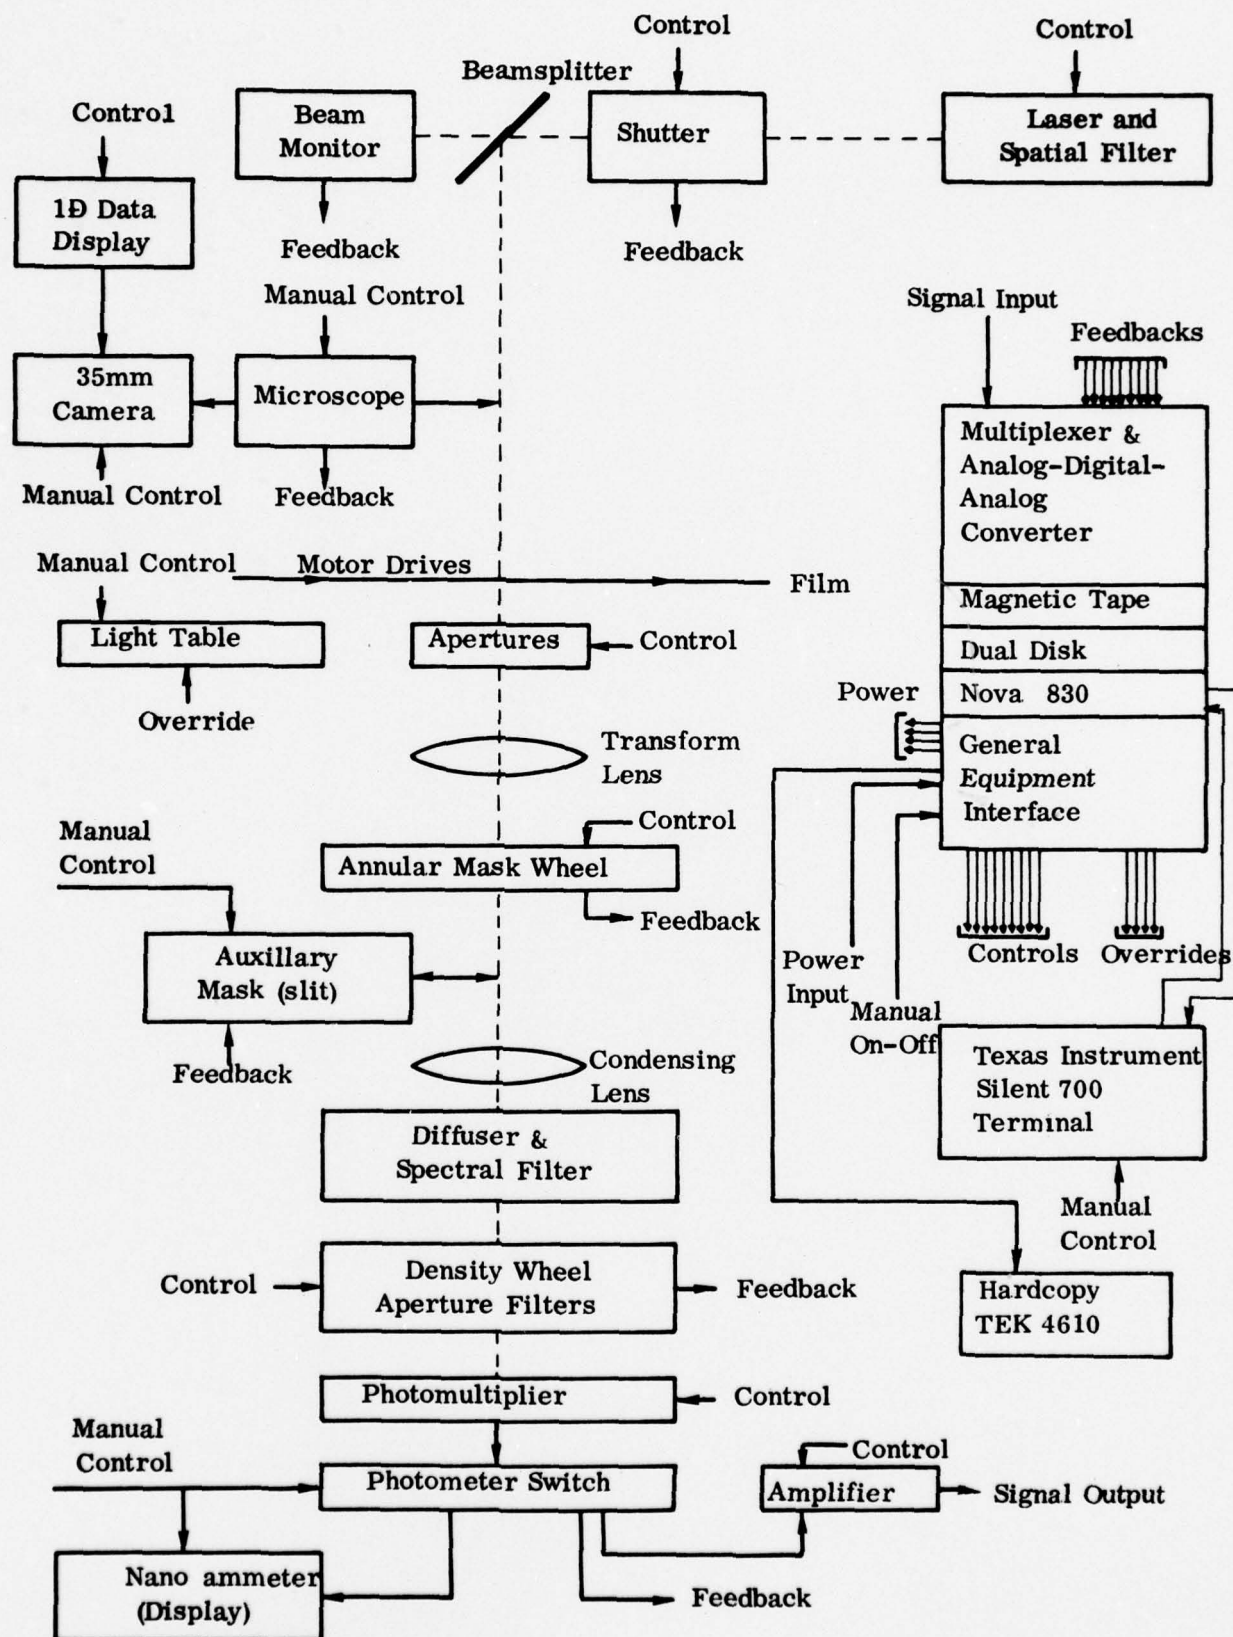 Control
Control
Beamsplitter
Control
Beam
Monitor
Shutter
Laser and
Spatial Filter
1D Data
Display
Feedback
Feedback
Manual Control
Signal Input
Feedbacks
35mm
Camera
Microscope
Multiplexer &
Analog-Digital-
Analog
Converter
Manual Control
Feedback
Manual Control
Motor Drives
Film
Magnetic Tape
Light Table
Apertures
Control
Dual Disk
Override
Power
Nova 830
Transform
Lens
General
Equipment
Interface
Manual
Control
Control
Annular Mask Wheel
Feedback
Auxillary
Mask (slit)
Controls
Overrides
Power
Input
Manual
On-Off
Feedback
Condensing
Lens
Texas Instrument
Silent 700
Terminal
Diffuser &
Spectral Filter
Manual
Control
Control
Density Wheel
Aperture Filters
Feedback
Hardcopy
TEK 4610
Photomultiplier
Control
Manual
Control
Photometer Switch
Control
Amplifier
Signal Output
Nano ammeter
(Display)
Feedback